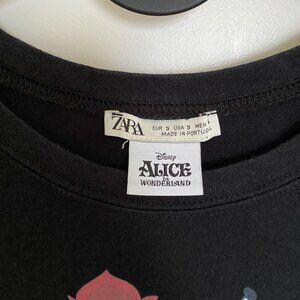 ZARA
EUR S USA S MEX
MADE IN PORTUGAL
Disney
ALICE
in
WONDERLAND